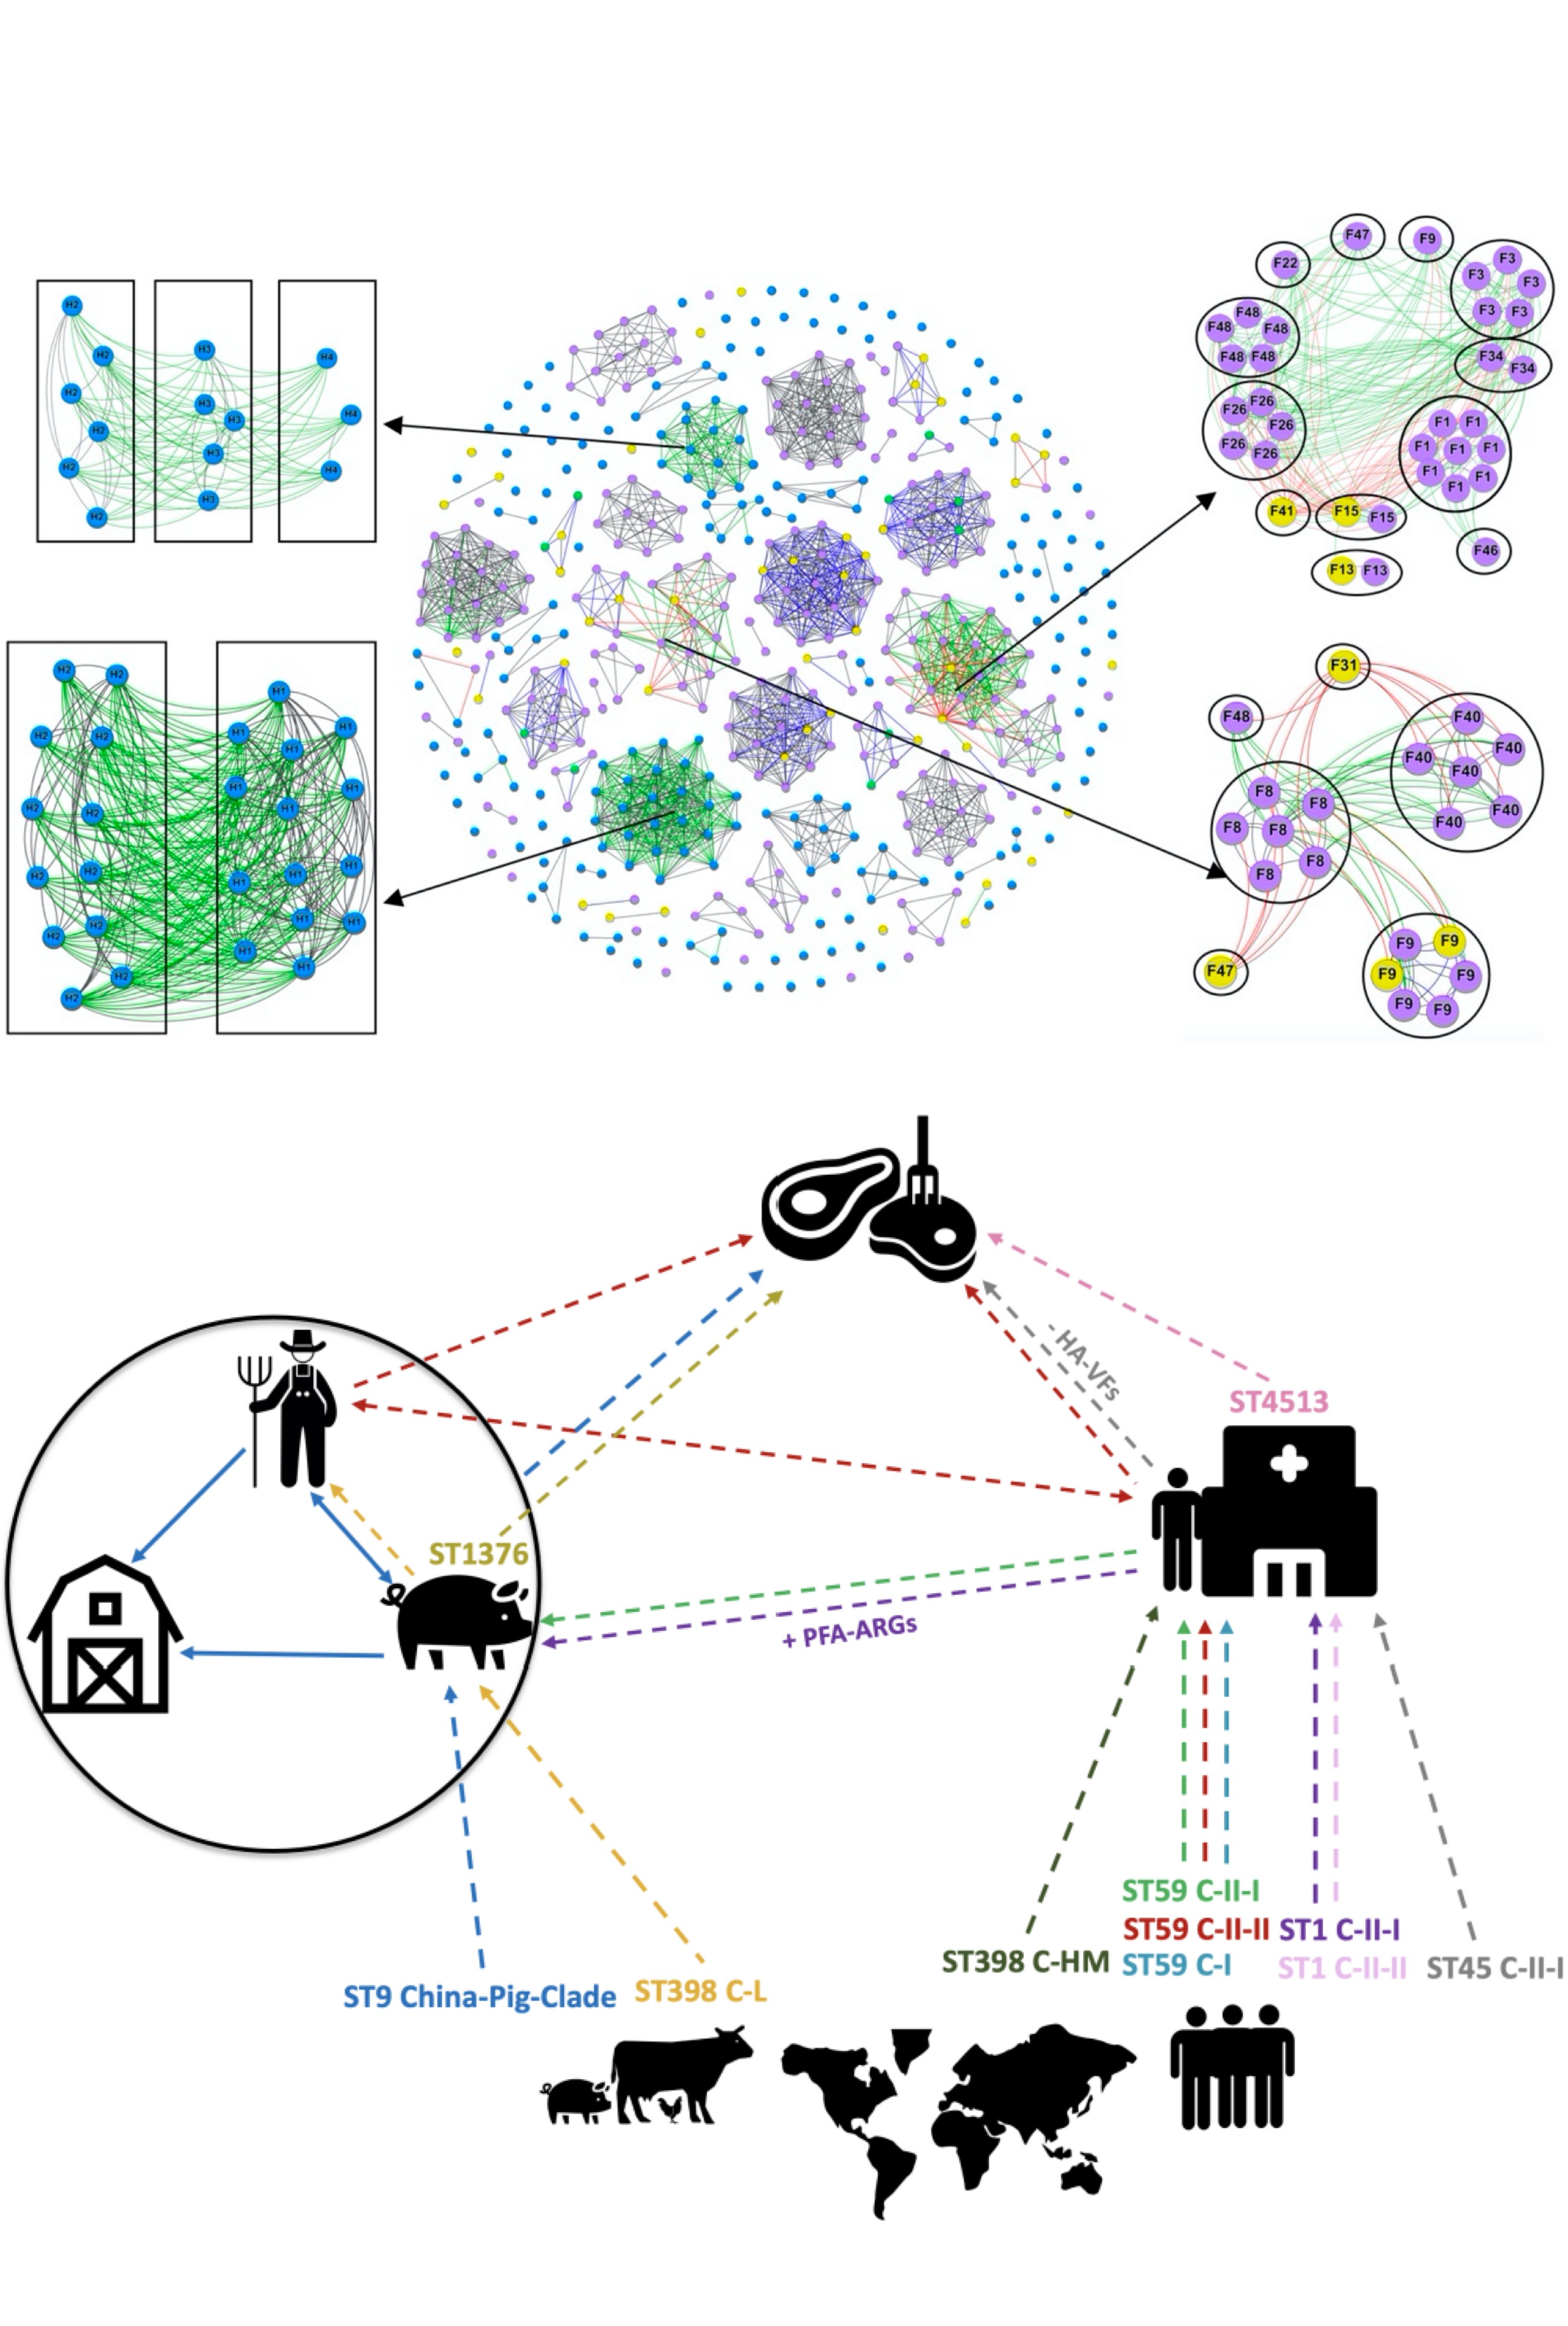 H2
H2
H2
H2
H2
H2
H3
H3
H3
H3
H3
H4
H4
H4
H2 H2
H2 H2
H2 H2
H2 H2
H2 H2
H2
H2
H1
H1 H1
H1
H1 H1
H1
H1 H1
H1
H1 H1
H1
H1
F47
F9
F22
F3
F3 F3
F3 F3
F48
F48 F48
F48 F48
F34
F34
F26 F26
F26
F26 F26
F1 F1
F1 F1 F1
F1 F1
F1
F41
F15 F15
F46
F13 F13
F31
F48
F40
F40 F40
F40
F40 F40
F8
F8
F8 F8
F8
F8
F9 F9
F9 F9
F9 F9
F47
- HA-VFs
ST4513
ST1376
+ PFA-ARGs
ST59 C-II-I
ST59 C-II-II
ST1 C-II-I
ST398 C-HM
ST59 C-I
ST1 C-II-II
ST45 C-II-I
ST9 China-Pig-Clade
ST398 C-L